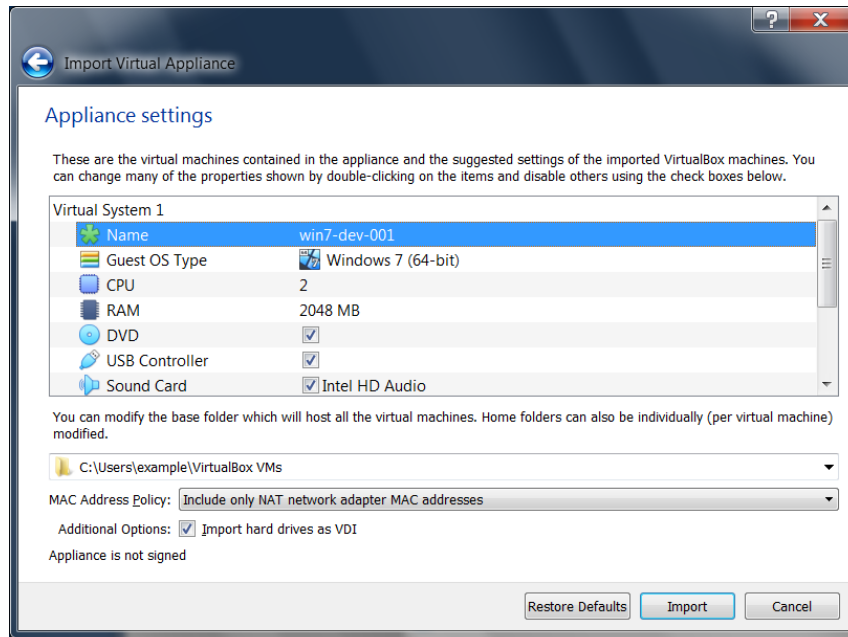 Import Virtual Appliance
Appliance settings
These are the virtual machines contained in the appliance and the suggested settings of the imported VirtualBox machines. You
can change many of the properties shown by double-clicking on the items and disable others using the check boxes below.
Virtual System 1
Name win7-dev-001
Guest OS Type Windows 7 (64-bit)
CPU 2
RAM 2048 MB
DVD
USB Controller
Sound Card Intel HD Audio
You can modify the base folder which will host all the virtual machines. Home folders can also be individually (per virtual machine)
modified.
C:\Users\example\VirtualBox VMs
MAC Address Policy: Include only NAT network adapter MAC addresses
Additional Options: Import hard drives as VDI
Appliance is not signed
Restore Defaults Import Cancel